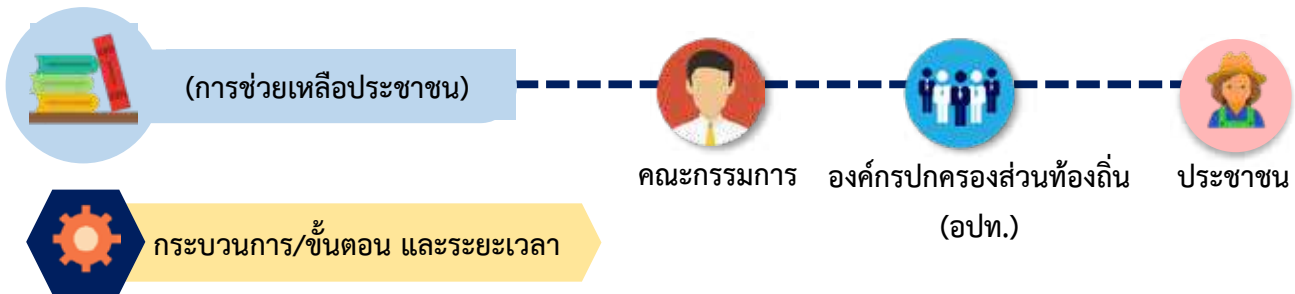 (การช่วยเหลือประชาชน)
คณะกรรมการ
องค์กรปกครองส่วนท้องถิ่น
(อปท.)
ประชาชน
กระบวนการ/ขั้นตอน และระยะเวลา